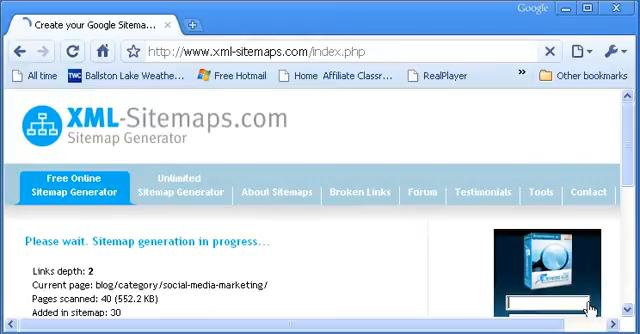 Google
Create your Google Sitema...
http://www.xml-sitemaps.com/index.php
All time
Ballston Lake Weathe...
Free Hotmail
Home Affiliate Classr...
RealPlayer
»
Other bookmarks
XML-Sitemaps.com
Sitemap Generator
Free Online
Sitemap Generator
Unlimited
Sitemap Generator
About Sitemaps
Broken Links
Forum
Testimonials
Tools
Contact
Please wait. Sitemap generation in progress...
Links depth: 2
Current page: blog/category/social-media-marketing/
Pages scanned: 40 (552.2 KB)
Added in sitemap: 30